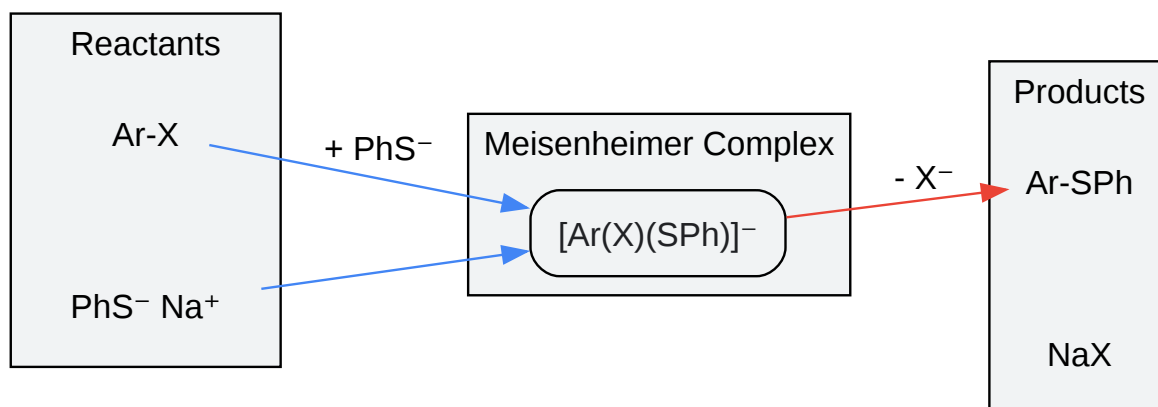 Reactants
Ar-X
PhS⁻ Na⁺
+ PhS⁻
Meisenheimer Complex
[Ar(X)(SPh)]⁻
- X⁻
Products
Ar-SPh
NaX